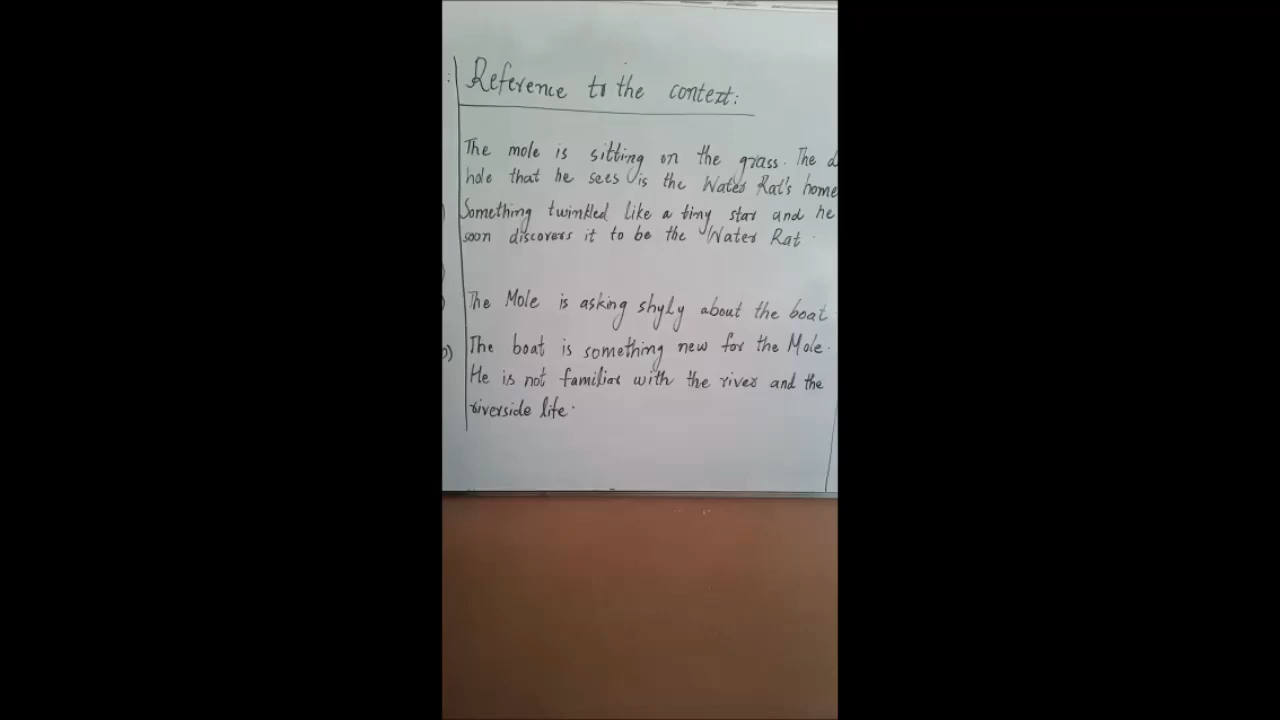 Reference to the context:
The mole is sitting on the grass. The
hole that he sees is the Water Rat's home
Something twinkled like a tiny star and he
soon discovers it to be the Water Rat.
The Mole is asking shyly about the boat.
b) The boat is something new for the Mole.
He is not familiar with the river and the
riverside life.